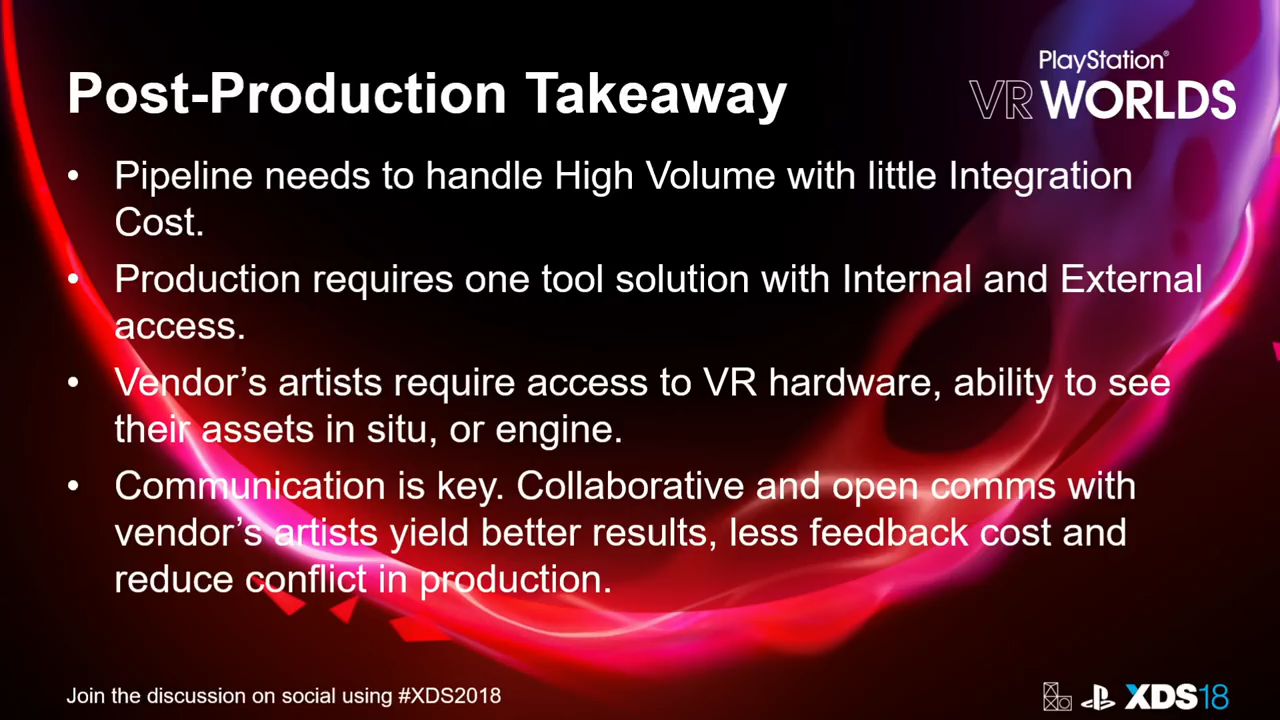 Post-Production Takeaway
PlayStation®
VR WORLDS
• Pipeline needs to handle High Volume with little Integration
Cost.
• Production requires one tool solution with Internal and External
access.
• Vendor’s artists require access to VR hardware, ability to see
their assets in situ, or engine.
• Communication is key. Collaborative and open comms with
vendor’s artists yield better results, less feedback cost and
reduce conflict in production.
Join the discussion on social using #XDS2018
XDS18